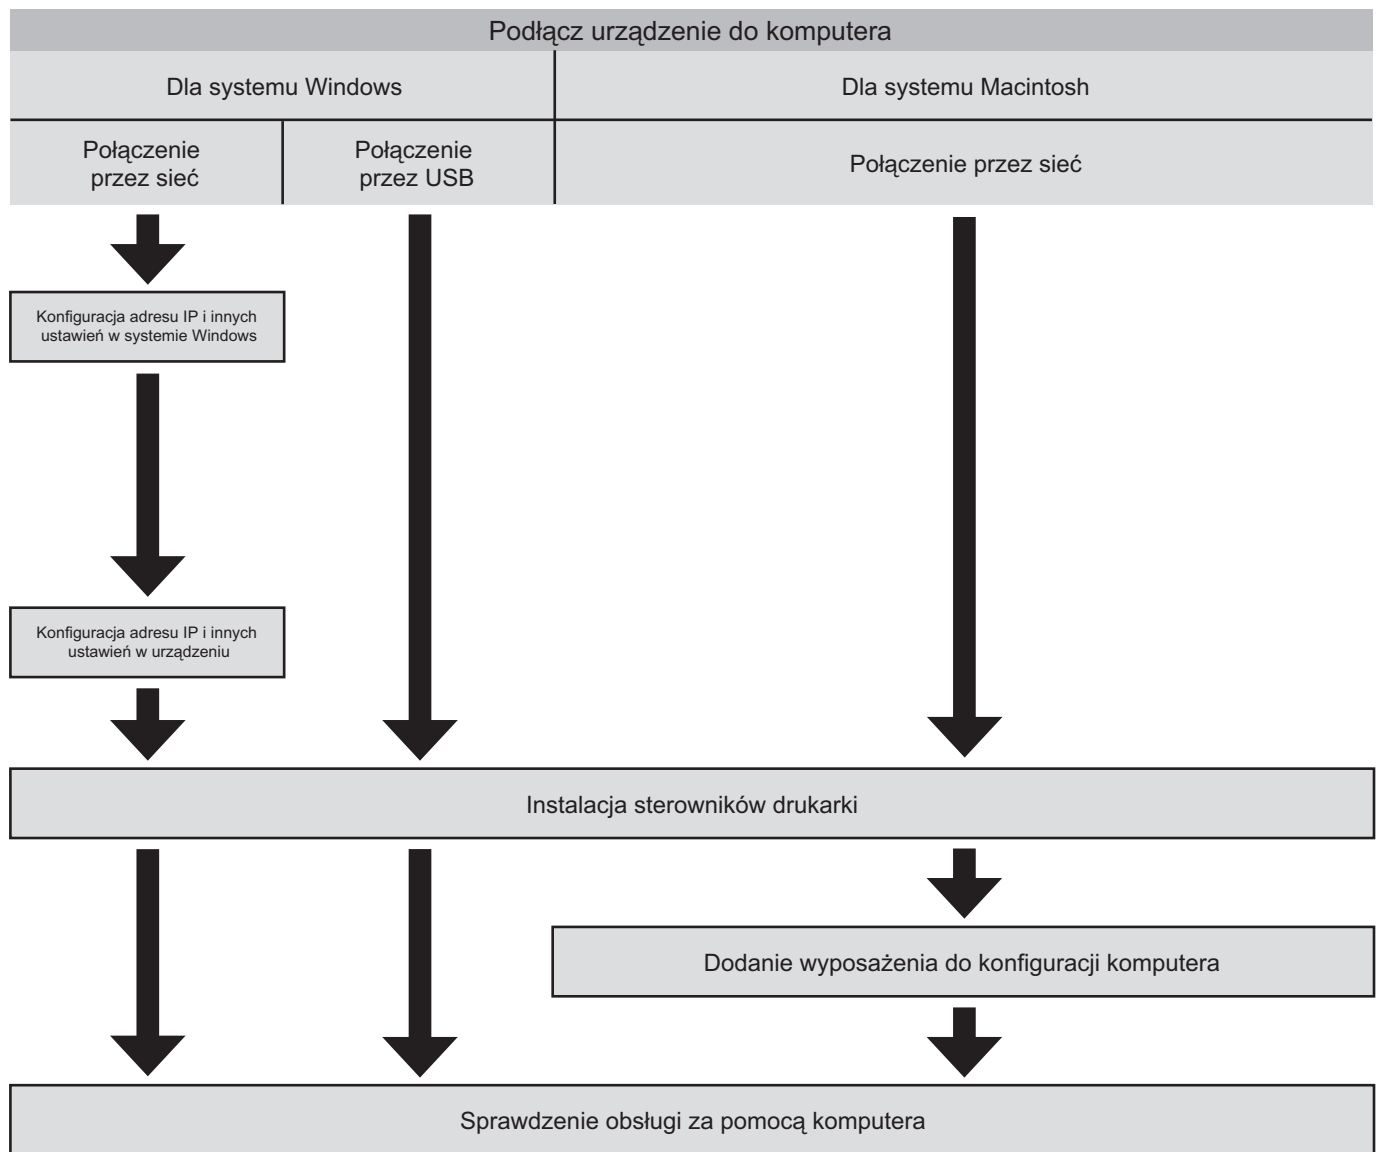 Podłącz urządzenie do komputera
Dla systemu Windows
Dla systemu Macintosh
Połączenie
przez sieć
Połączenie
przez USB
Połączenie przez sieć
Konfiguracja adresu IP i innych
ustawień w systemie Windows
Konfiguracja adresu IP i innych
ustawień w urządzeniu
Instalacja sterowników drukarki
Dodanie wyposażenia do konfiguracji komputera
Sprawdzenie obsługi za pomocą komputera